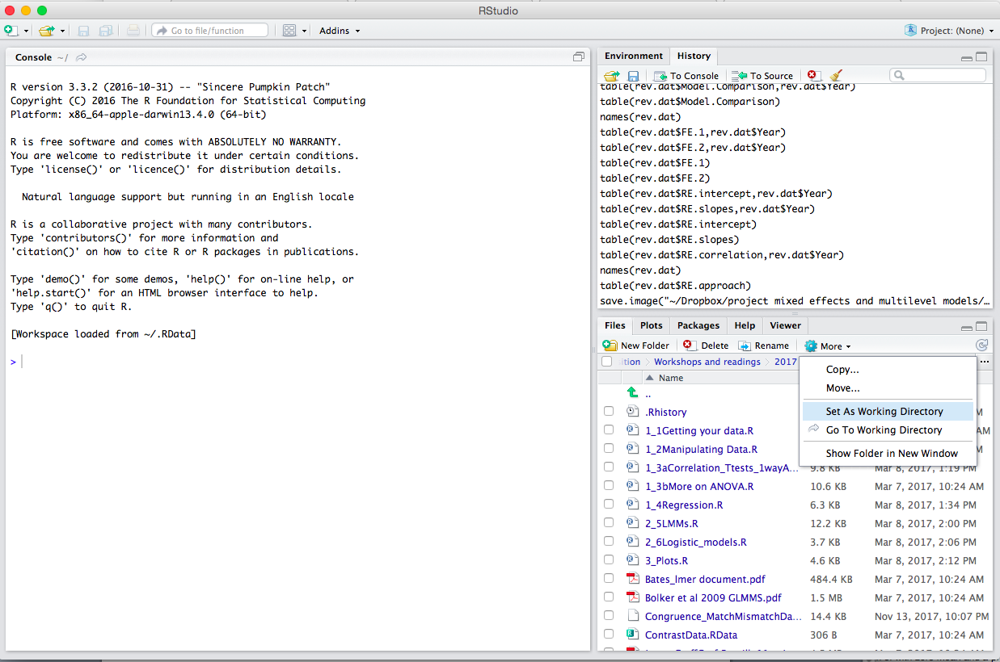 RStudio
Go to file/function
Addins
Project: (None)
Console ~/
R version 3.3.2 (2016-10-31) -- "Sincere Pumpkin Patch"
Copyright (C) 2016 The R Foundation for Statistical Computing
Platform: x86_64-apple-darwin13.4.0 (64-bit)
R is free software and comes with ABSOLUTELY NO WARRANTY.
You are welcome to redistribute it under certain conditions.
Type 'license()' or 'licence()' for distribution details.
Natural language support but running in an English locale
R is a collaborative project with many contributors.
Type 'contributors()' for more information and
'citation()' on how to cite R or R packages in publications.
Type 'demo()' for some demos, 'help()' for on-line help, or
'help.start()' for an HTML browser interface to help.
Type 'q()' to quit R.
[Workspace loaded from ~/.RData]
>
Environment History
To Console To Source
table(rev.dat$Model.Comparison,rev.dat$Year)
table(rev.dat$Model.Comparison)
names(rev.dat)
table(rev.dat$FE.1,rev.dat$Year)
table(rev.dat$FE.2,rev.dat$Year)
table(rev.dat$FE.1)
table(rev.dat$FE.2)
table(rev.dat$RE.intercept,rev.dat$Year)
table(rev.dat$RE.slopes,rev.dat$Year)
table(rev.dat$RE.intercept)
table(rev.dat$RE.slopes)
table(rev.dat$RE.correlation,rev.dat$Year)
names(rev.dat)
table(rev.dat$RE.approach)
save.image("~/Dropbox/project mixed effects and multilevel models/…
Files Plots Packages Help Viewer
New Folder Delete Rename More
ition Workshops and readings 2017 ...
Name
Copy...
Move...
Set As Working Directory
Go To Working Directory
Show Folder in New Window
..
.Rhistory M
1_1Getting your data.R AM
1_2Manipulating Data.R M
1_3aCorrelation_Ttests_1wayA... 9.8 KB Mar 8, 2017, 1:19 PM
1_3bMore on ANOVA.R 10.6 KB Mar 7, 2017, 10:24 AM
1_4Regression.R 6.3 KB Mar 8, 2017, 1:34 PM
2_5LMMs.R 12.2 KB Mar 8, 2017, 2:00 PM
2_6Logistic_models.R 3.7 KB Mar 8, 2017, 2:06 PM
3_Plots.R 4.6 KB Mar 8, 2017, 2:12 PM
Bates_lmer document.pdf 484.4 KB Mar 7, 2017, 10:24 AM
Bolker et al 2009 GLMMS.pdf 1.5 MB Mar 7, 2017, 10:24 AM
Congruence_MatchMismatchDa... 14.4 KB Nov 13, 2017, 10:07 PM
ContrastData.RData 306 B Mar 7, 2017, 10:24 AM